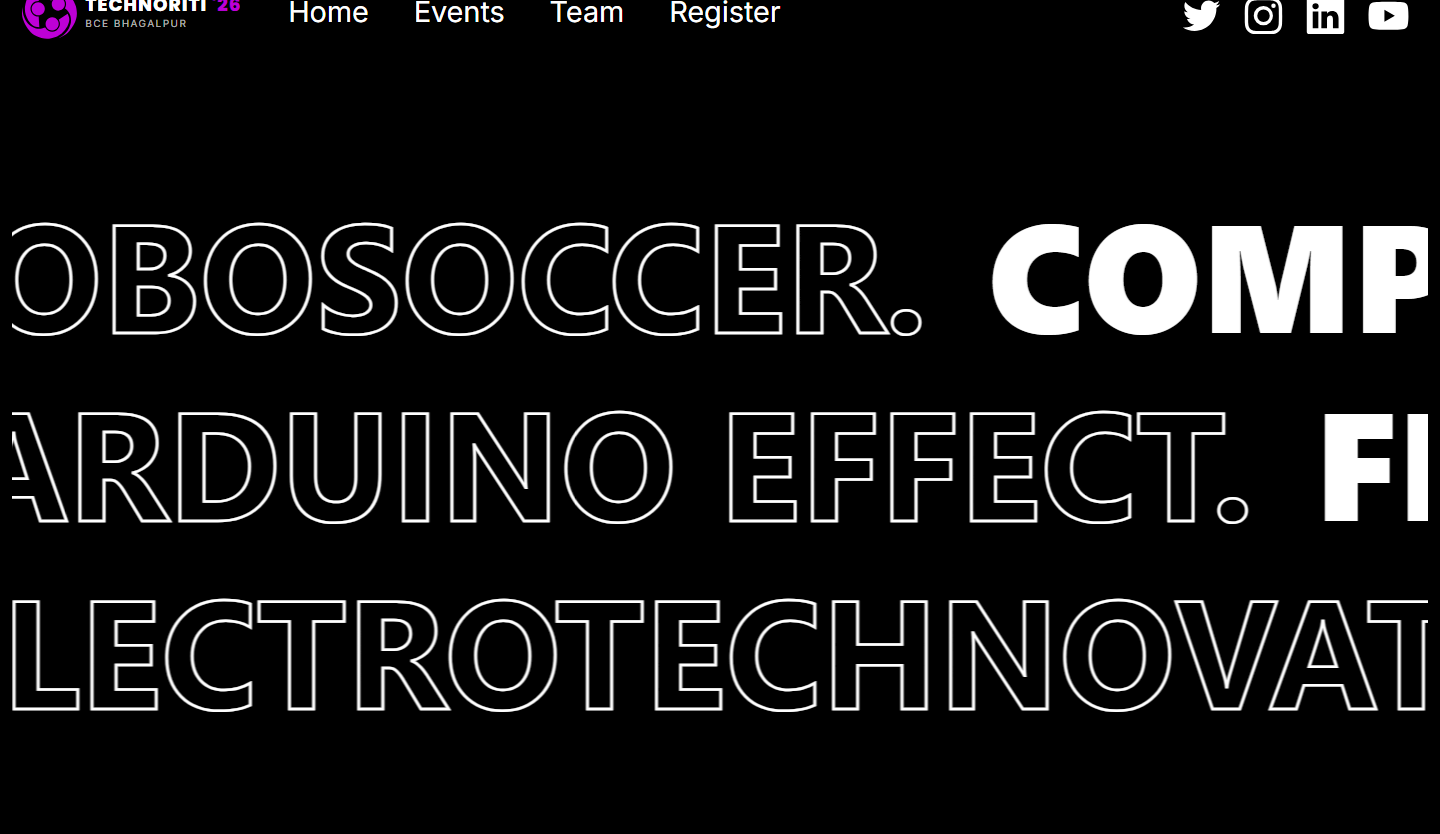 TECHNORITI '26
BCE BHAGALPUR
Home Events Team Register
OBOSOCCER. COMP
ARDUINO EFFECT. F
LECTROTECHNOVAT